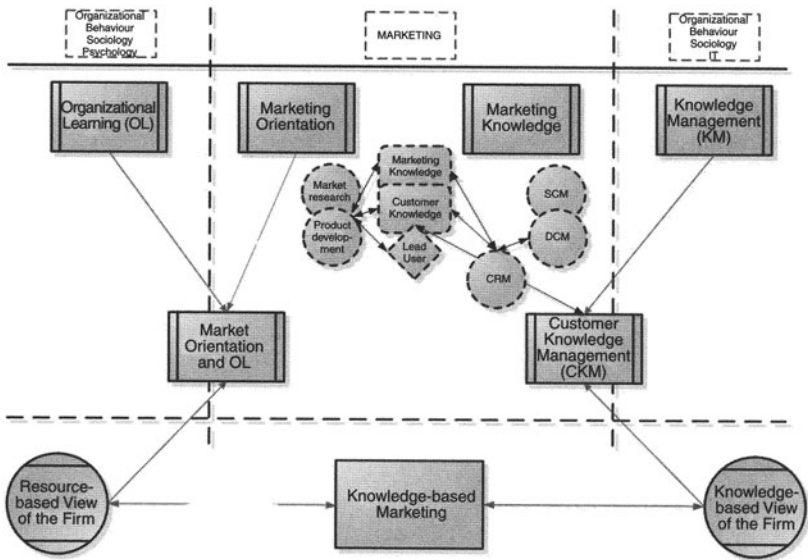 Organizational
Behaviour
Sociology
Psychology
MARKETING
Organizational
Behaviour
Sociology
IT
Organizational
Learning (OL)
Marketing
Orientation
Marketing
Knowledge
Knowledge
Management
(KM)
Market
research
Marketing
Knowledge
Customer
Knowledge
SCM
Product
develop-
ment
Lead
User
DCM
CRM
Market
Orientation
and OL
Customer
Knowledge
Management
(CKM)
Resource-
based View
of the Firm
Knowledge-based
Marketing
Knowledge-
based View
of the Firm